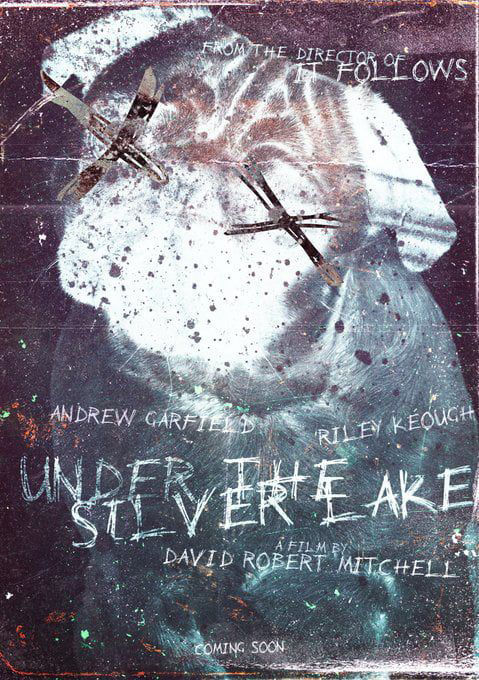 FROM THE DIRECTOR OF
IT FOLLOWS
ANDREW GARFIELD
RILEY KEOUGH
UNDER THE
SILVER LAKE
A FILM BY
DAVID ROBERT MITCHELL
COMING SOON